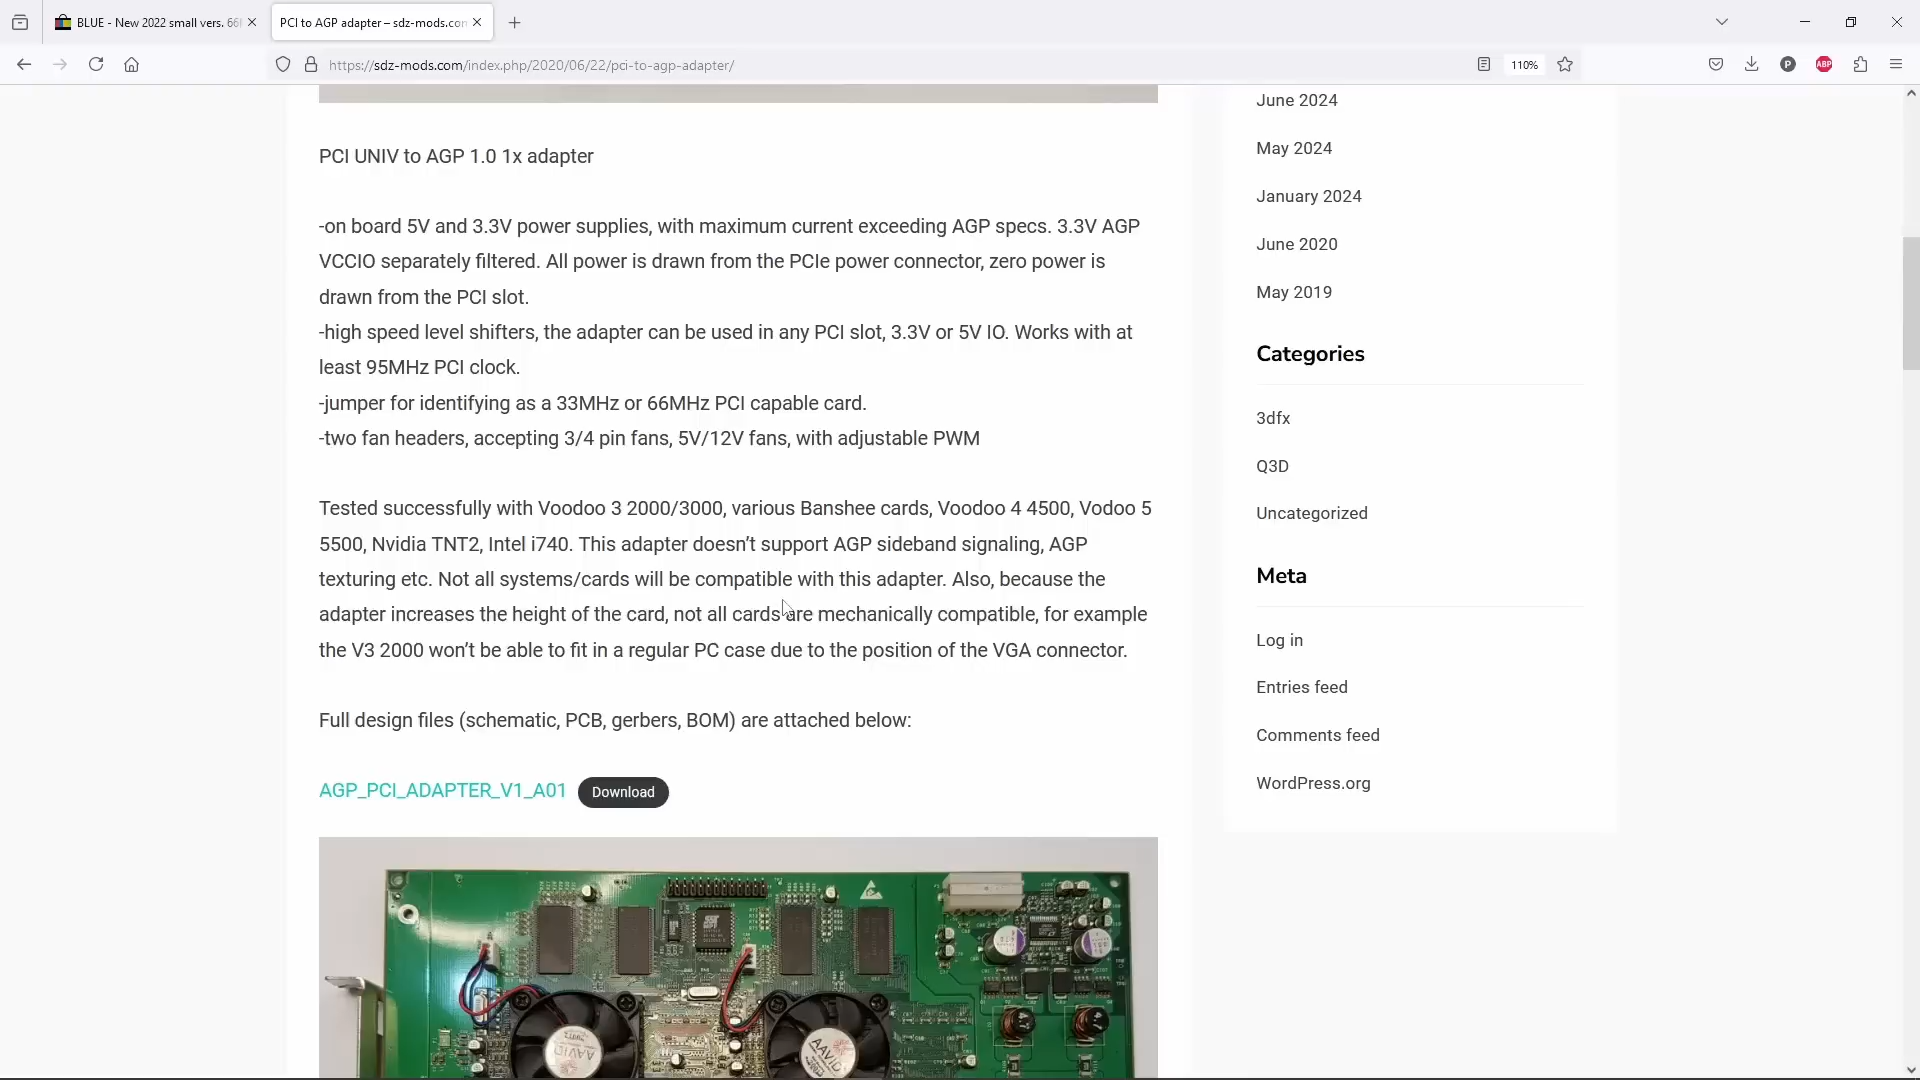 BLUE - New 2022 small vers. 66
PCI to AGP adapter – sdz-mods.com
https://sdz-mods.com/index.php/2020/06/22/pci-to-agp-adapter/
110%
P
ABP
June 2024
PCI UNIV to AGP 1.0 1x adapter
May 2024
January 2024
-on board 5V and 3.3V power supplies, with maximum current exceeding AGP specs. 3.3V AGP
VCCIO separately filtered. All power is drawn from the PCIe power connector, zero power is
drawn from the PCI slot.
-high speed level shifters, the adapter can be used in any PCI slot, 3.3V or 5V IO. Works with at
least 95MHz PCI clock.
-jumper for identifying as a 33MHz or 66MHz PCI capable card.
-two fan headers, accepting 3/4 pin fans, 5V/12V fans, with adjustable PWM
June 2020
May 2019
Categories
3dfx
Q3D
Uncategorized
Tested successfully with Voodoo 3 2000/3000, various Banshee cards, Voodoo 4 4500, Vodoo 5
5500, Nvidia TNT2, Intel i740. This adapter doesn’t support AGP sideband signaling, AGP
texturing etc. Not all systems/cards will be compatible with this adapter. Also, because the
adapter increases the height of the card, not all cards are mechanically compatible, for example
the V3 2000 won’t be able to fit in a regular PC case due to the position of the VGA connector.
Meta
Log in
Entries feed
Comments feed
WordPress.org
Full design files (schematic, PCB, gerbers, BOM) are attached below:
AGP_PCI_ADAPTER_V1_A01 Download
AAVID
AAVID